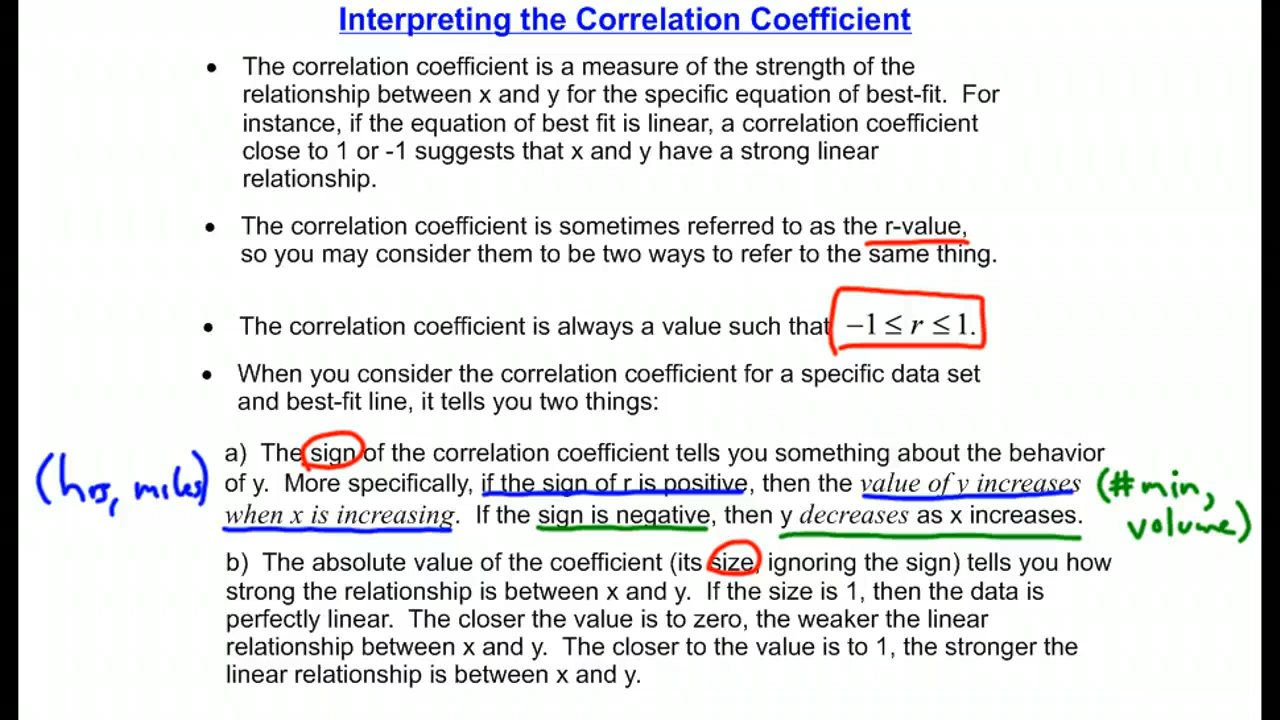 Interpreting the Correlation Coefficient
• The correlation coefficient is a measure of the strength of the
relationship between x and y for the specific equation of best-fit. For
instance, if the equation of best fit is linear, a correlation coefficient
close to 1 or -1 suggests that x and y have a strong linear
relationship.
• The correlation coefficient is sometimes referred to as the r-value,
so you may consider them to be two ways to refer to the same thing.
• The correlation coefficient is always a value such that −1 ≤ r ≤ 1.
• When you consider the correlation coefficient for a specific data set
and best-fit line, it tells you two things:
a) The sign of the correlation coefficient tells you something about the behavior
(hrs, miles) of y. More specifically, if the sign of r is positive, then the value of y increases (#min,
when x is increasing. If the sign is negative, then y decreases as x increases. volume)
b) The absolute value of the coefficient (its size, ignoring the sign) tells you how
strong the relationship is between x and y. If the size is 1, then the data is
perfectly linear. The closer the value is to zero, the weaker the linear
relationship between x and y. The closer to the value is to 1, the stronger the
linear relationship is between x and y.